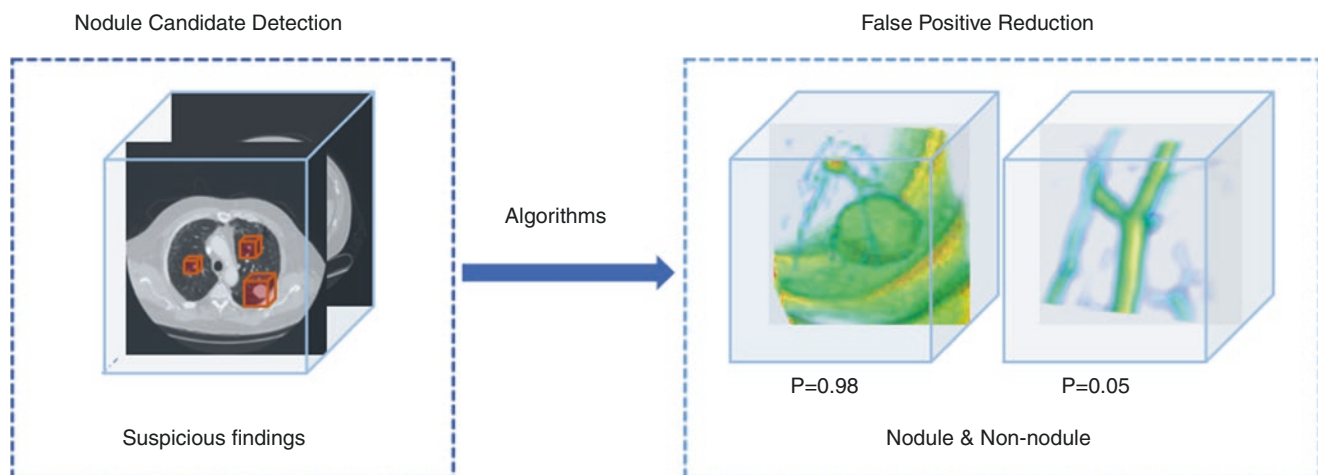 Nodule Candidate Detection
False Positive Reduction
Algorithms
P=0.98
P=0.05
Suspicious findings
Nodule & Non-nodule